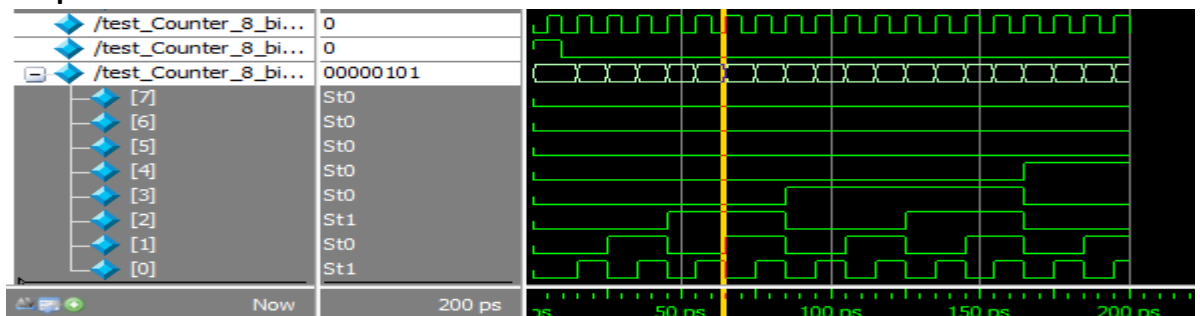 /test_Counter_8_bi... 0
/test_Counter_8_bi... 0
/test_Counter_8_bi... 00000101
[7] St0
[6] St0
[5] St0
[4] St0
[3] St0
[2] St1
[1] St0
[0] St1
Now 200 ps ps 50 ps 100 ps 150 ps 200 ps